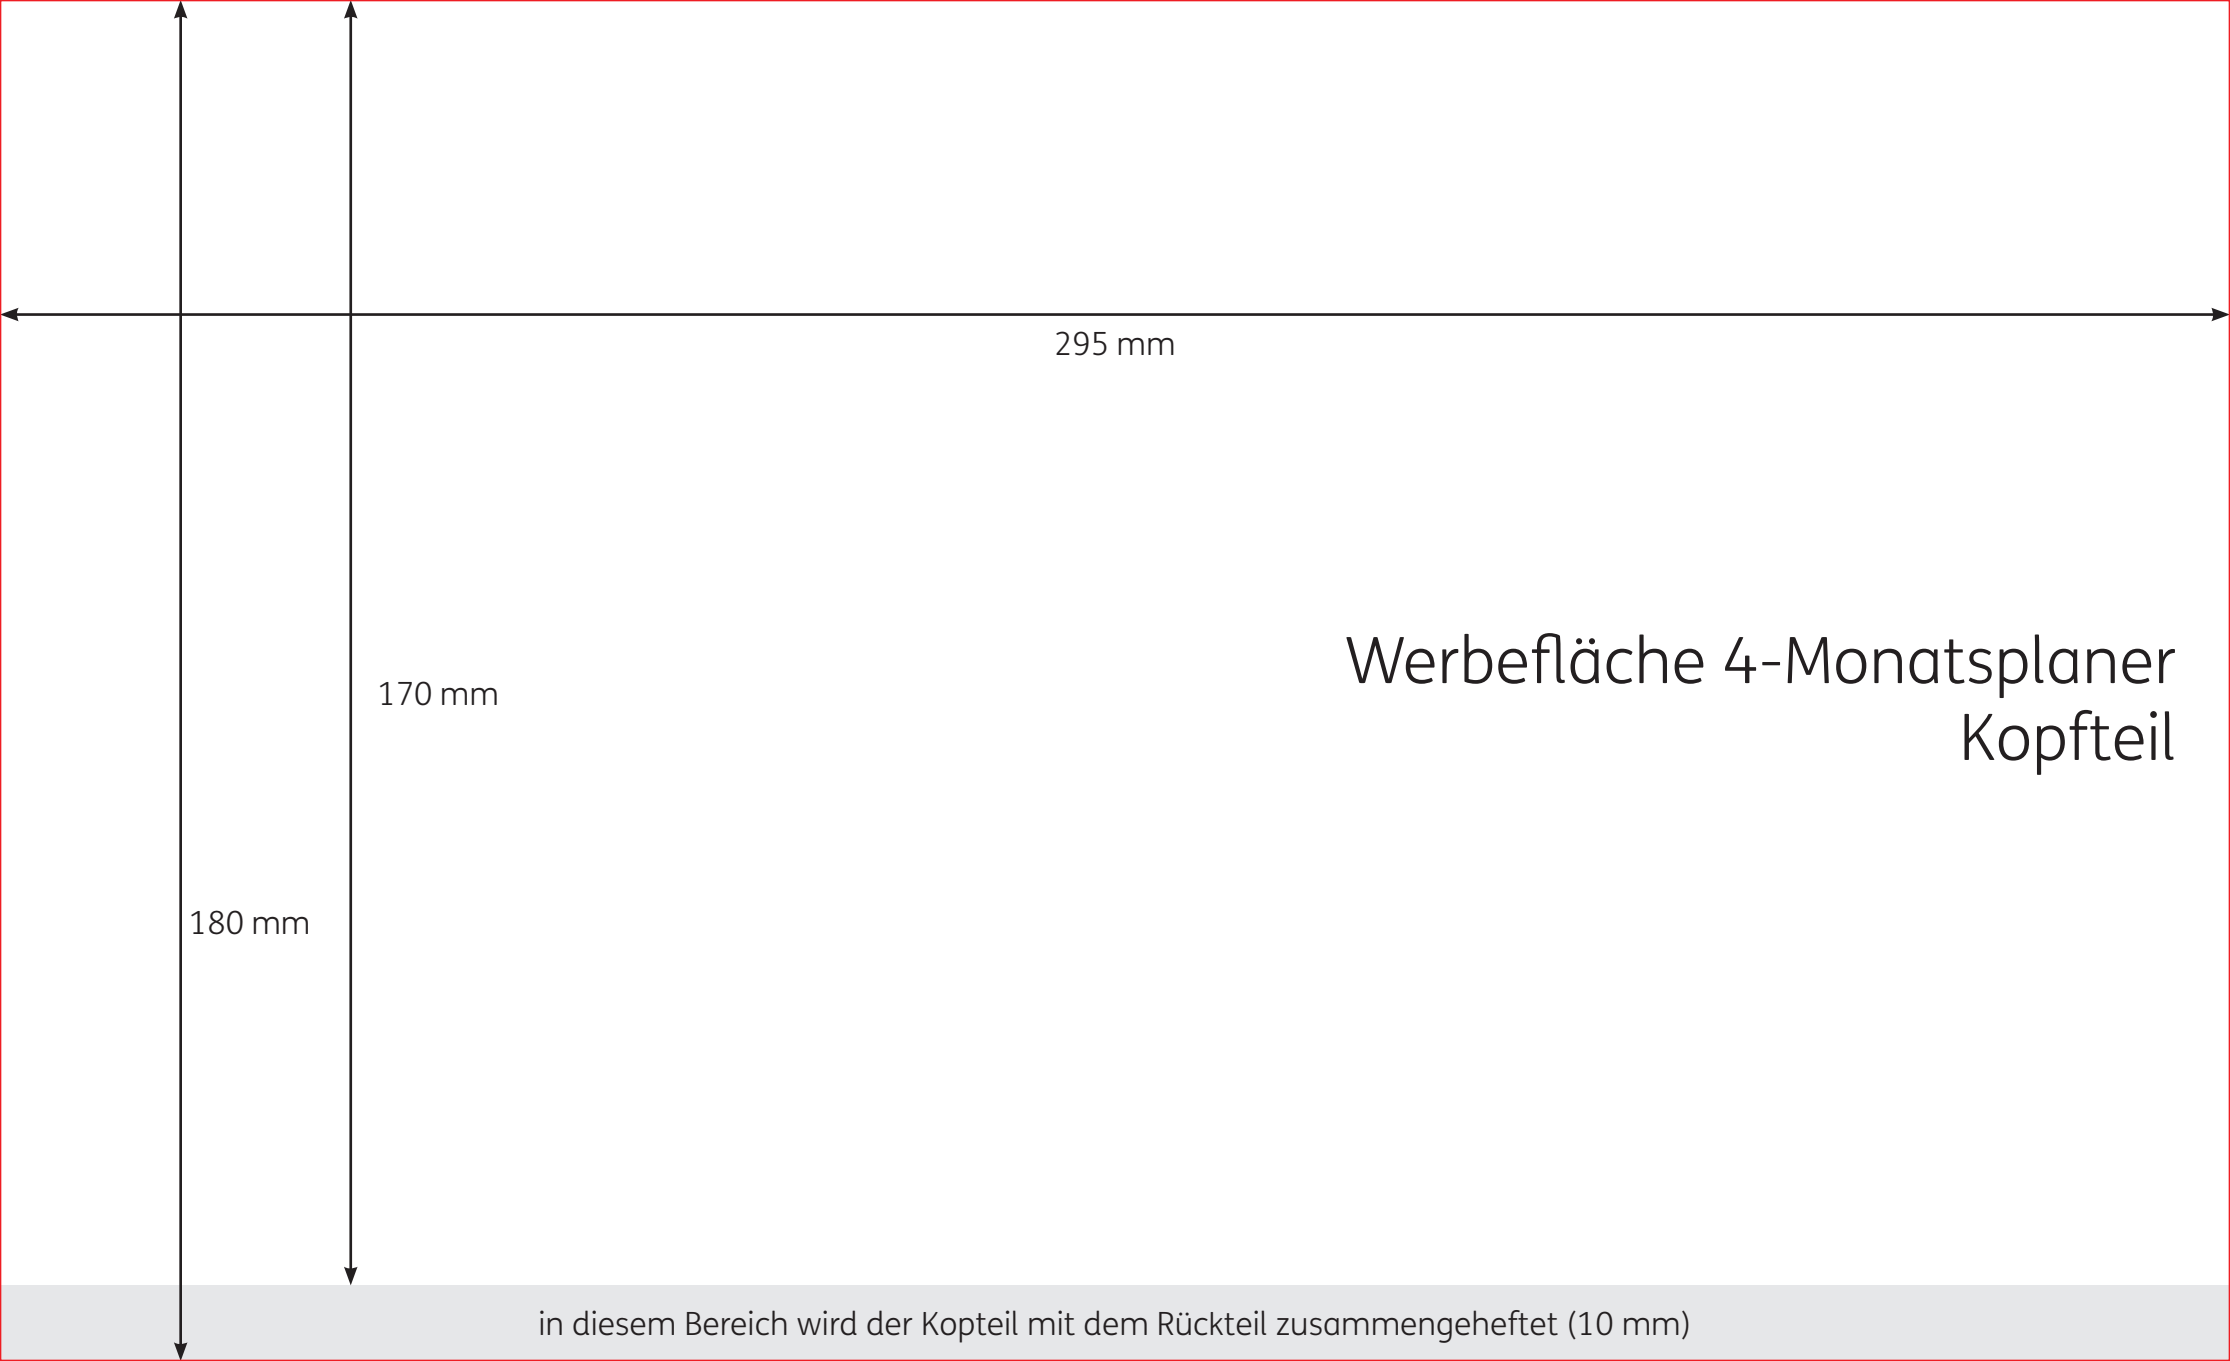 295 mm
Werbefläche 4-Monatsplaner
Kopfteil
170 mm
180 mm
in diesem Bereich wird der Kopteil mit dem Rückteil zusammengeheftet (10 mm)